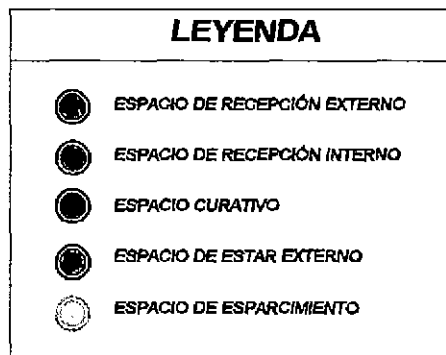 LEYENDA
ESPACIO DE RECEPCIÓN EXTERNO
ESPACIO DE RECEPCIÓN INTERNO
ESPACIO CURATIVO
ESPACIO DE ESTAR EXTERNO
ESPACIO DE ESPARCIMIENTO